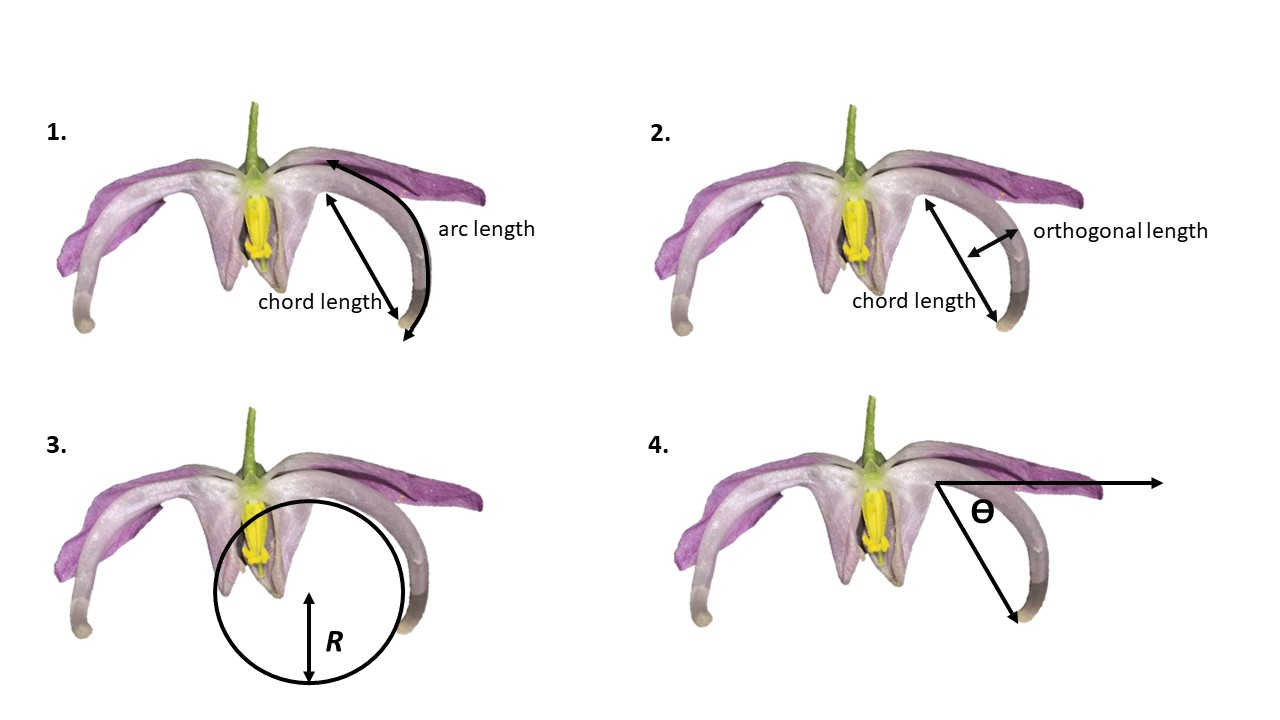 1.
arc length
chord length
2.
orthogonal length
chord length
3.
R
4.
ϴ